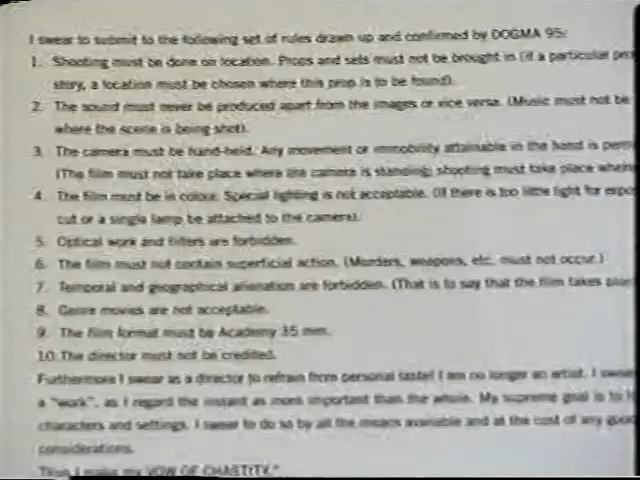 I swear to submit to the following set of rules drawn up and confirmed by DOGMA 95:
1. Shooting must be done on location. Props and sets must not be brought in (if a particular
story, a location must be chosen where this prop is to be found).
2. The sound must never be produced apart from the images or vice versa. (Music must not be
where the scene is being shot).
3. The camera must be hand-held. Any movement or immobility attainable in the hand is
(The film must not take place where the camera is standing; shooting must take place where
4. The film must be in colour. Special lighting is not acceptable. (If there is too little light for
cut or a single lamp be attached to the camera).
5. Optical work and filters are forbidden.
6. The film must not contain superficial action. (Murders, weapons, etc. must not occur.)
7. Temporal and geographical alienation are forbidden. (That is to say that the film takes
8. Genre movies are not acceptable.
9. The film format must be Academy 35 mm.
10. The director must not be credited.
Furthermore I swear as a director to refrain from personal taste! I am no longer an artist. I
a "work", as I regard the instant as more important than the whole. My supreme goal is to
characters and settings. I swear to do so by all the means available and at the cost of any good
considerations.
Thus I make my VOW OF CHASTITY."